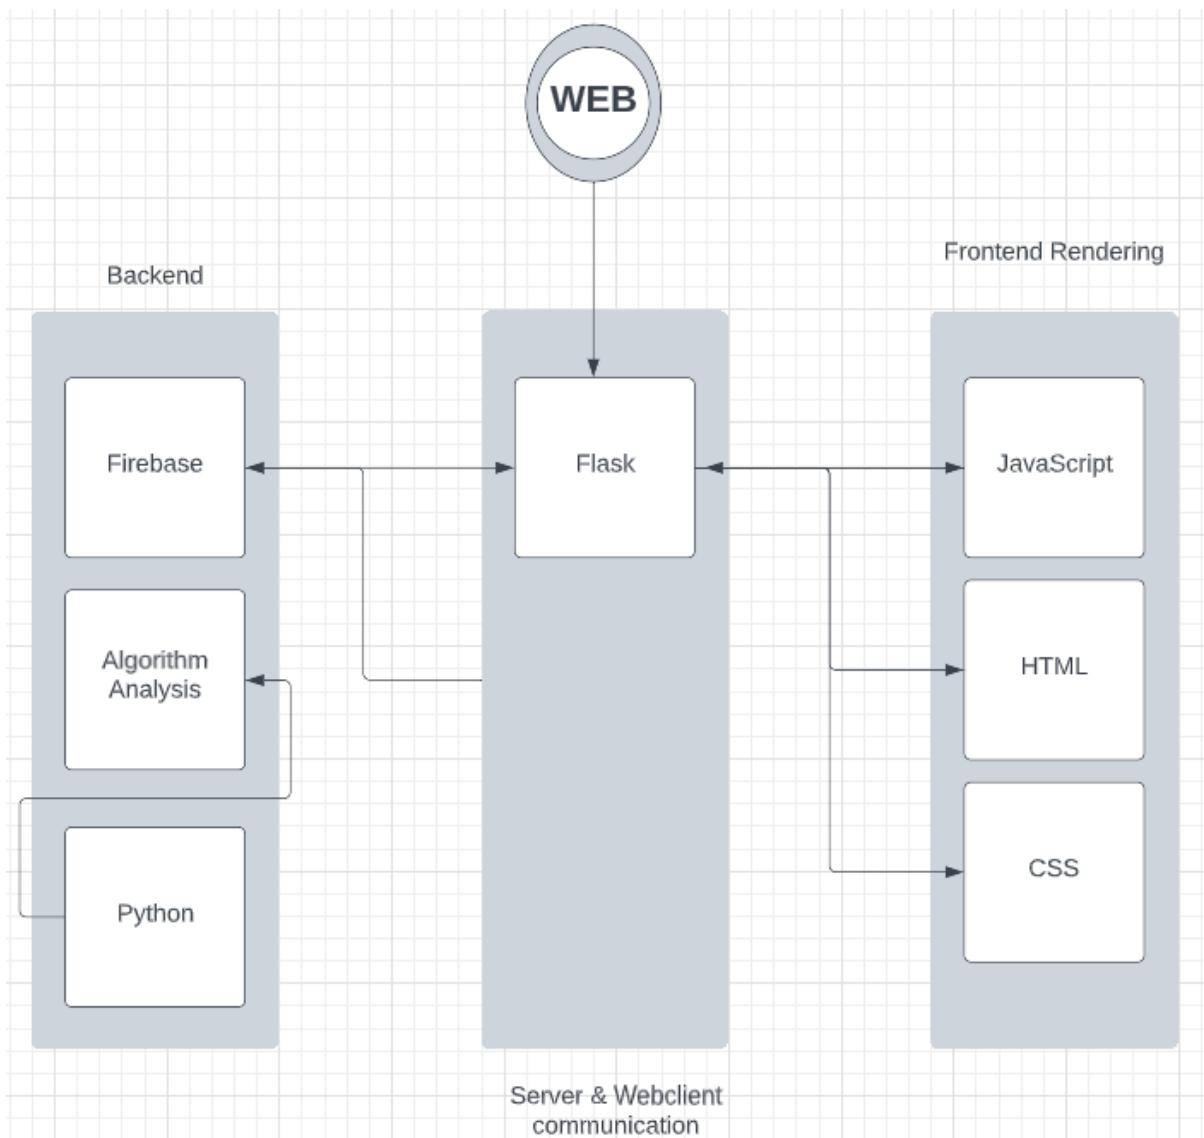 WEB
Frontend Rendering
Backend
Firebase
Flask
JavaScript
Algorithm
Analysis
HTML
CSS
Python
Server & Webclient
communication